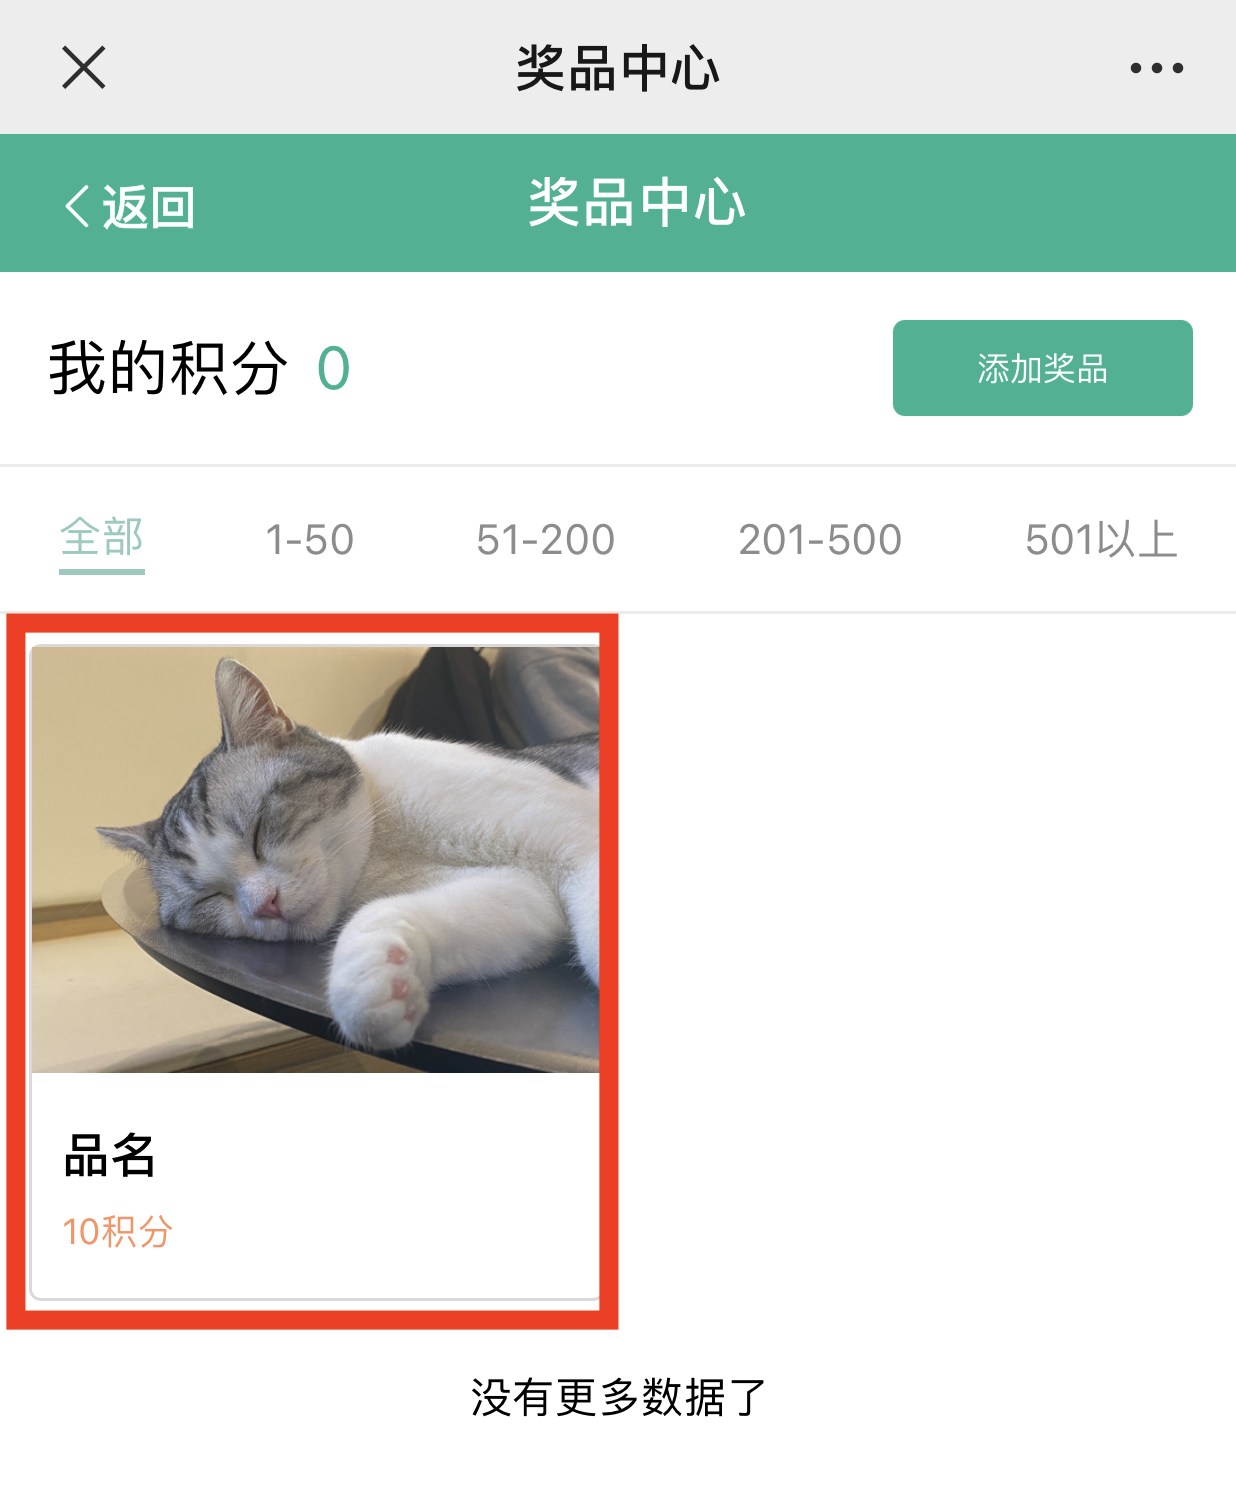 奖品中心
返回
奖品中心
我的积分 0
添加奖品
全部
1-50
51-200
201-500
501以上
品名
10积分
没有更多数据了